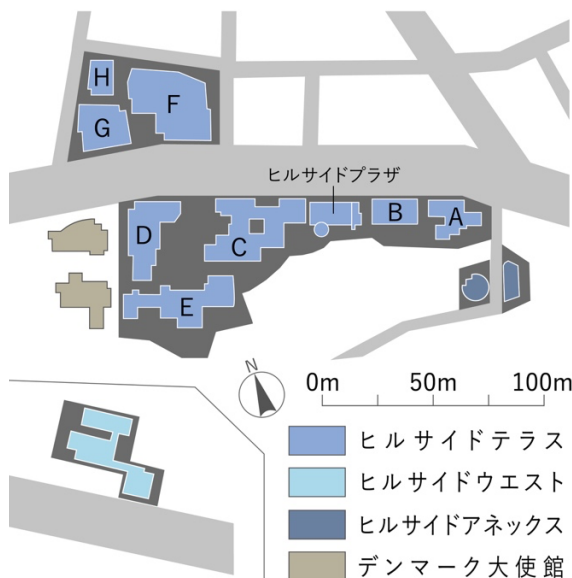 H
F
G
ヒルサイドプラザ
A
B
C
D
E
N
0m 50m 100m
ヒルサイドテラス
ヒルサイドウエスト
ヒルサイドアネックス
デンマーク大使館